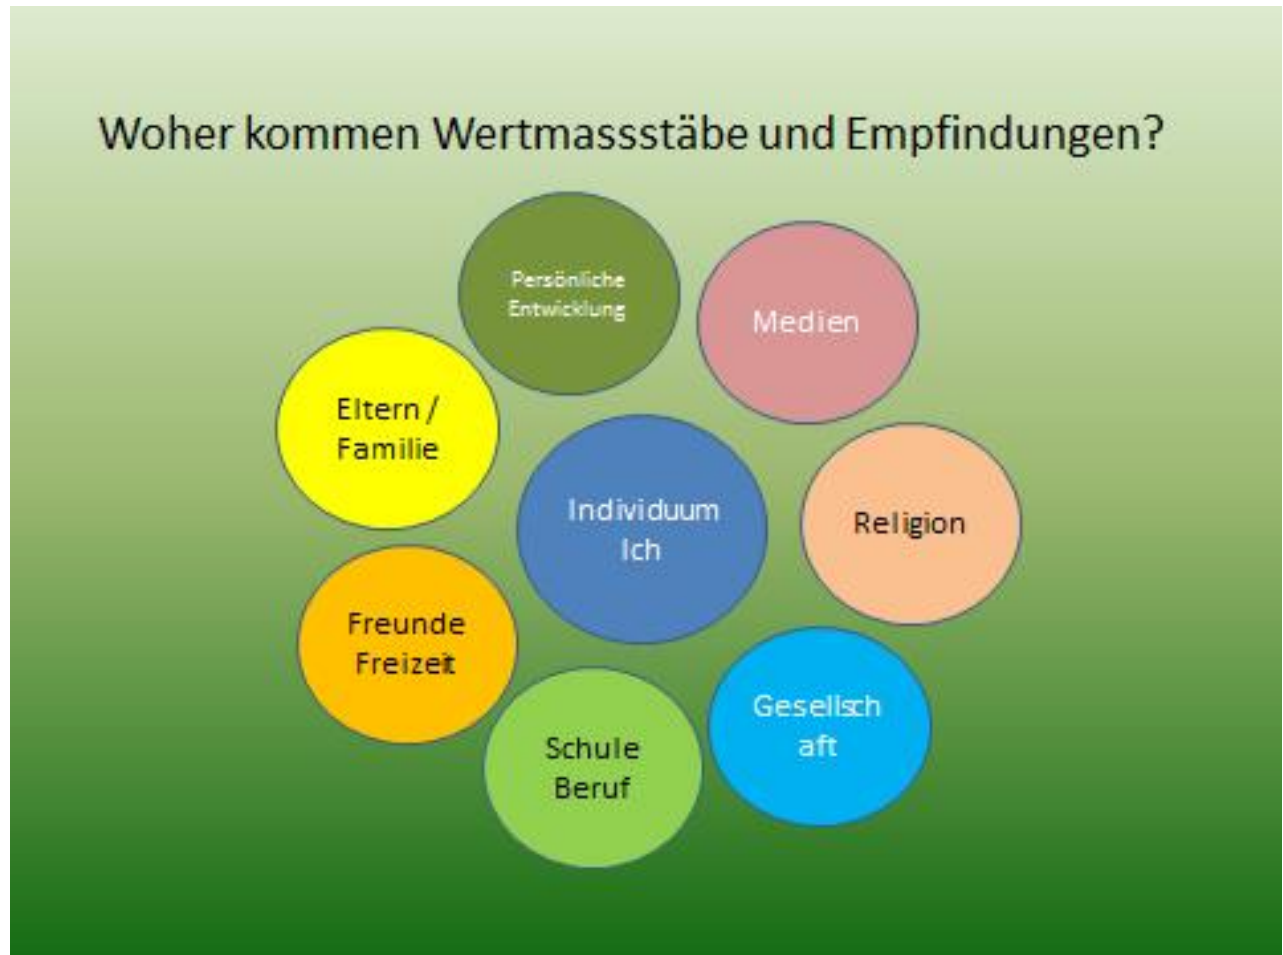 Woher kommen Wertmassstäbe und Empfindungen?
Persönliche
Entwicklung
Medien
Eltern /
Familie
Individuum
Ich
Religion
Freunde
Freizeit
Gesellsch
aft
Schule
Beruf